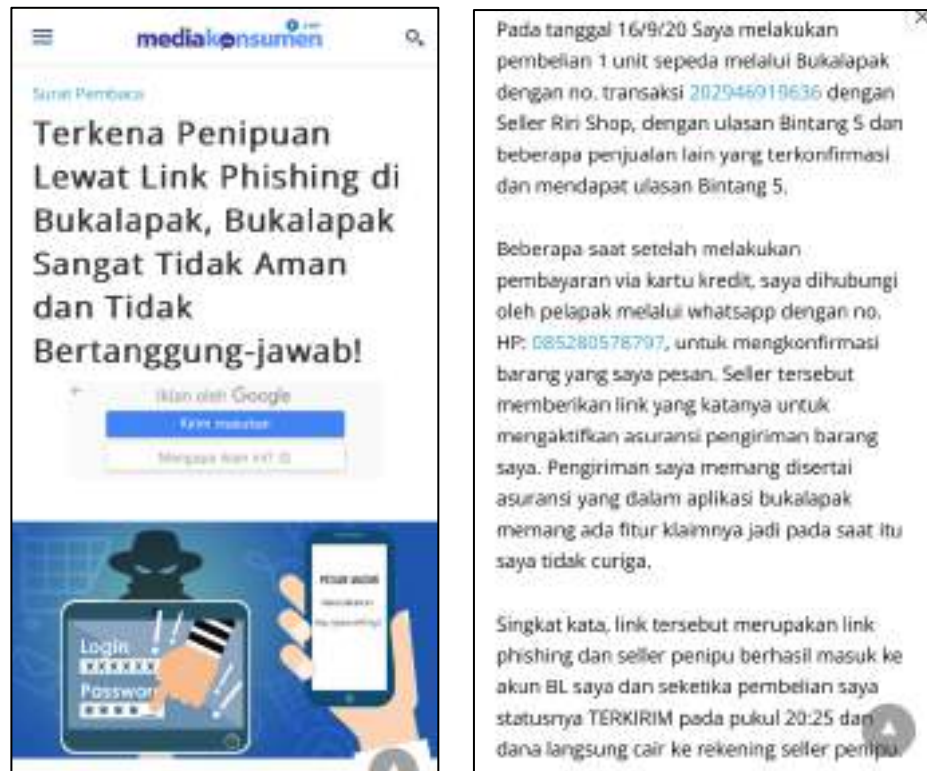 mediakonsumen
Surat Pembaca
Terkena Penipuan
Lewat Link Phishing di
Bukalapak, Bukalapak
Sangat Tidak Aman
dan Tidak
Bertanggung-jawab!
Iklan oleh Google
Kirim masukan
Mengapa iklan ini?
Login
Password
Pada tanggal 16/9/20 Saya melakukan
pembelian 1 unit sepeda melalui Bukalapak
dengan no. transaksi 202946919636 dengan
Seller Riri Shop, dengan ulasan Bintang 5 dan
beberapa penjualan lain yang terkonfirmasi
dan mendapat ulasan Bintang 5.
Beberapa saat setelah melakukan
pembayaran via kartu kredit, saya dihubungi
oleh pelapak melalui whatsapp dengan no.
HP: 085280578797, untuk mengkonfirmasi
barang yang saya pesan. Seller tersebut
memberikan link yang katanya untuk
mengaktifkan asuransi pengiriman barang
saya. Pengiriman saya memang disertai
asuransi yang dalam aplikasi bukalapak
memang ada fitur klaimnya jadi pada saat itu
saya tidak curiga.
Singkat kata, link tersebut merupakan link
phishing dan seller penipu berhasil masuk ke
akun BL saya dan seketika pembelian saya
statusnya TERKIRIM pada pukul 20:25 dan
dana langsung cair ke rekening seller penipu.